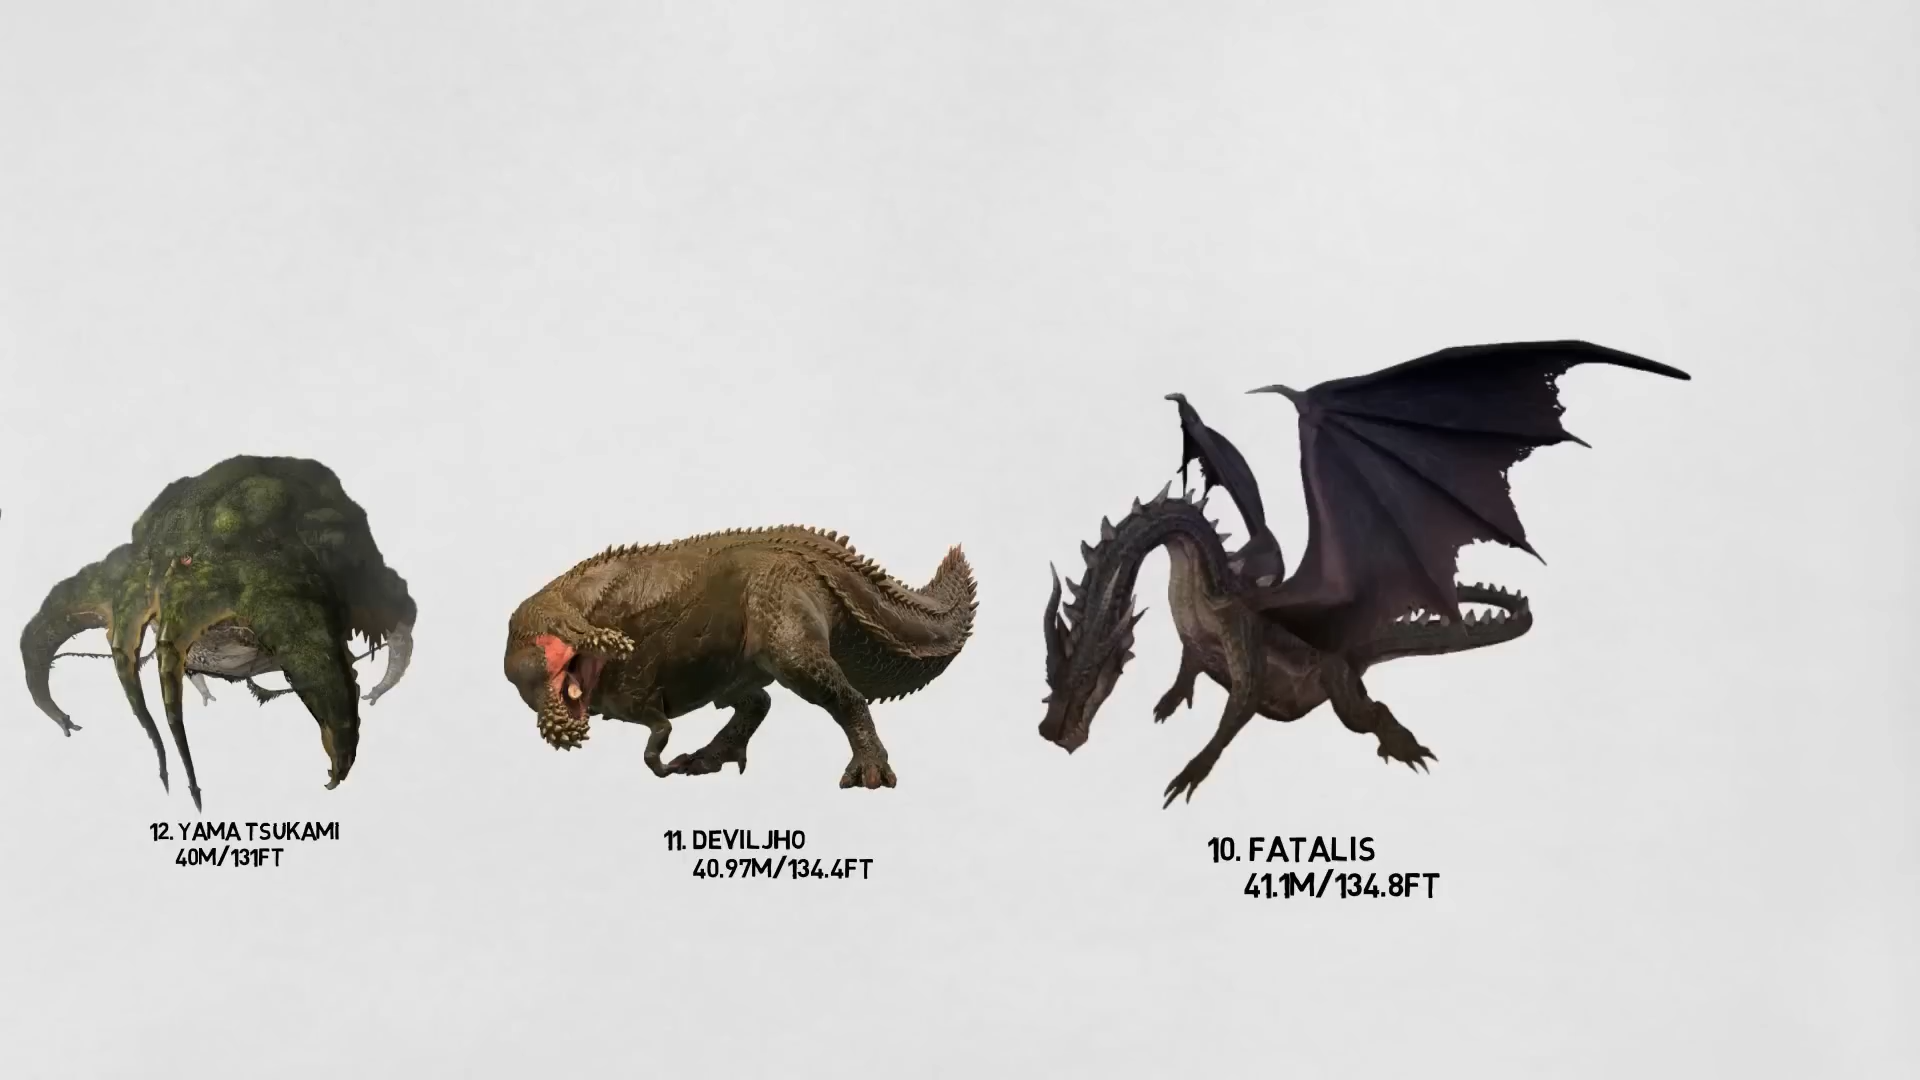 12. YAMA TSUKAMI
40M/131FT
11. DEVILJHO
40.97M/134.4FT
10. FATALIS
41.1M/134.8FT